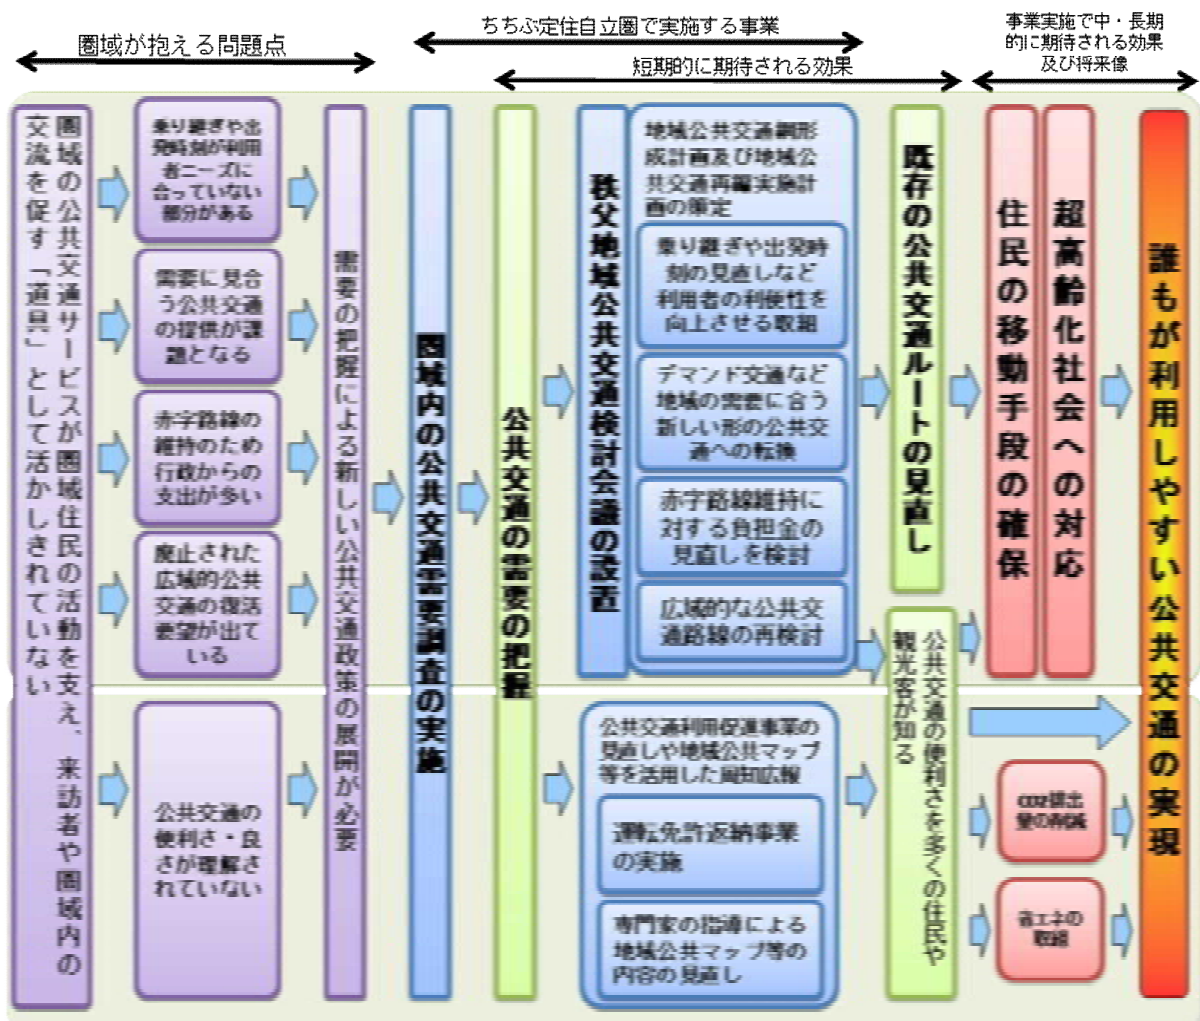 圏域が抱える問題点
ちちぶ定住自立圏で実施する事業
短期的に期待される効果
事業実施で中・長期
的に期待される効果
及び将来像
圏域の公共交通サービスが圏域住民の活動を支え、来訪者や圏域内の
交流を促す「道具」として活かしきれていない
乗り継ぎや出
発時刻が利用
者ニーズに
合っていない
部分がある
需要に見合
う公共交通
の提供が課
題となる
赤字路線の
維持のため
行政からの
支出が多い
廃止された
広域的公共
交通の復活
要望が出て
いる
公共交通の
便利さ・良
さが理解さ
れていない
需要の把握による新しい公共交通政策の展開が必要
圏域内の公共交通需要調査の実施
公共交通の需要の把握
秩父地域公共交通検討会議の設置
地域公共交通網形
成計画及び地域公
共交通再編実施計
画の策定
乗り継ぎや出発時
刻の見直しなど
利用者の利便性を
向上させる取組
デマンド交通など
地域の需要に合う
新しい形の公共交
通への転換
赤字路線維持に
対する負担金の
見直しを検討
広域的な公共交
通路線の再検討
公共交通利用促進事業の
見直しや地域公共マップ
等を活用した周知広報
運転免許返納事業
の実施
専門家の指導による
地域公共マップ等の
内容の見直し
既存の公共交通ルートの見直し
公共交通の便利さを多くの住民や
観光客が知る
超高齢化社会への対応
住民の移動手段の確保
CO2排出
量の削減
省エネの
取組
誰もが利用しやすい公共交通の実現